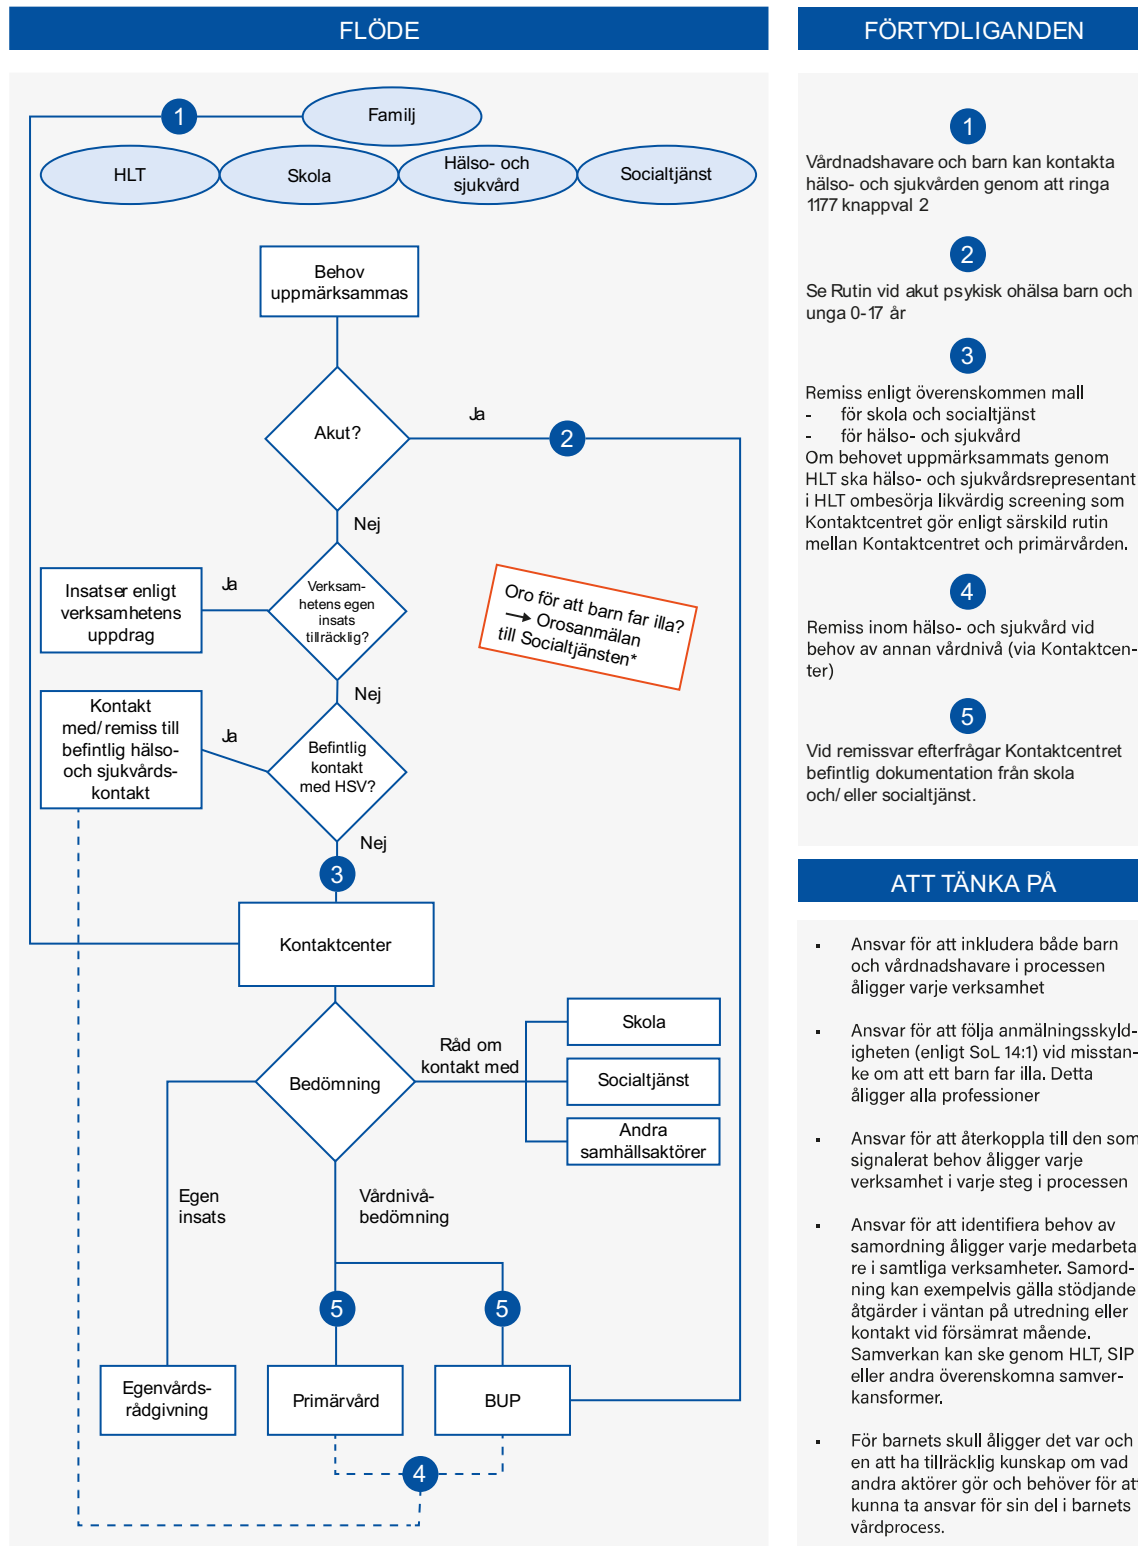 FLÖDE
1
Familj
HLT
Skola
Hälso- och
sjukvård
Socialtjänst
Behov
uppmärksammas
Akut?
Ja
2
Nej
Verksam-
hetens egen
insats
tillräcklig?
Ja
Insatser enligt
verksamhetens
uppdrag
Oro för att barn far illa?
→ Orosanmälan
till Socialtjänsten*
Nej
Kontakt
med/ remiss till
befintlig hälso-
och sjukvårds-
kontakt
Ja
Befintlig
kontakt
med HSV?
Nej
3
Kontaktcenter
Bedömning
Råd om
kontakt med
Skola
Socialtjänst
Andra
samhällsaktörer
Egen
insats
Vårdnivå-
bedömning
5
5
Egenvårds-
rådgivning
Primärvård
BUP
4
FÖRTYDLIGANDEN
1
Vårdnadshavare och barn kan kontakta
hälso- och sjukvården genom att ringa
1177 knappval 2
2
Se Rutin vid akut psykisk ohälsa barn och
unga 0-17 år
3
Remiss enligt överenskommen mall
- för skola och socialtjänst
- för hälso- och sjukvård
Om behovet uppmärksammats genom
HLT ska hälso- och sjukvårdsrepresentant
i HLT ombesörja likvärdig screening som
Kontaktcentret gör enligt särskild rutin
mellan Kontaktcentret och primärvården.
4
Remiss inom hälso- och sjukvård vid
behov av annan vårdnivå (via Kontaktcen-
ter)
5
Vid remissvar efterfrågar Kontaktcentret
befintlig dokumentation från skola
och/ eller socialtjänst.
ATT TÄNKA PÅ
▪ Ansvar för att inkludera både barn
och vårdnadshavare i processen
åligger varje verksamhet
▪ Ansvar för att följa anmälningsskyld-
igheten (enligt SoL 14:1) vid misstan-
ke om att ett barn far illa. Detta
åligger alla professioner
▪ Ansvar för att återkoppla till den som
signalerat behov åligger varje
verksamhet i varje steg i processen
▪ Ansvar för att identifiera behov av
samordning åligger varje medarbeta
re i samtliga verksamheter. Samord-
ning kan exempelvis gälla stödjande
åtgärder i väntan på utredning eller
kontakt vid försämrat mående.
Samverkan kan ske genom HLT, SIP
eller andra överenskomna samver-
kansformer.
▪ För barnets skull åligger det var och
en att ha tillräcklig kunskap om vad
andra aktörer gör och behöver för att
kunna ta ansvar för sin del i barnets
vårdprocess.